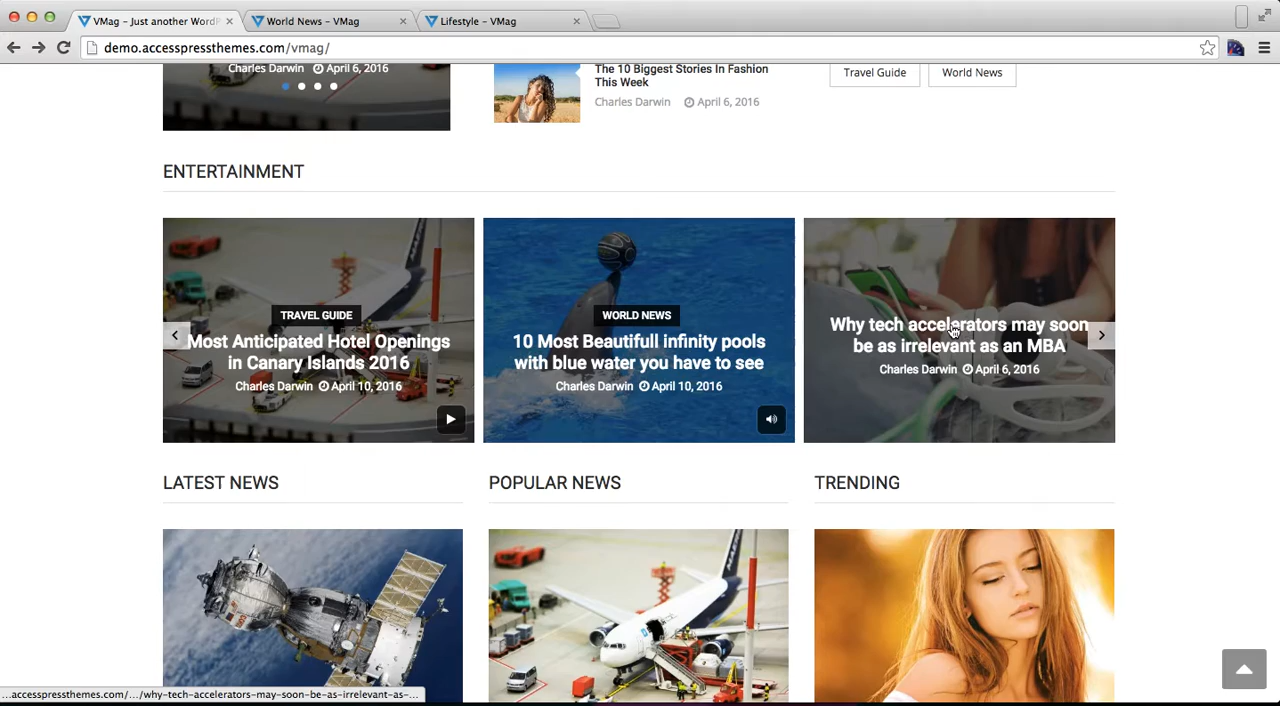 VMag – Just another WordP
World News – VMag
Lifestyle – VMag
demo.accesspressthemes.com/vmag/
Charles Darwin April 6, 2016
The 10 Biggest Stories In Fashion
This Week
Charles Darwin April 6, 2016
Travel Guide
World News
ENTERTAINMENT
TRAVEL GUIDE
Most Anticipated Hotel Openings
in Canary Islands 2016
Charles Darwin April 10, 2016
WORLD NEWS
10 Most Beautifull infinity pools
with blue water you have to see
Charles Darwin April 10, 2016
Why tech accelerators may soon
be as irrelevant as an MBA
Charles Darwin April 6, 2016
LATEST NEWS
POPULAR NEWS
TRENDING
...accesspressthemes.com/.../why-tech-accelerators-may-soon-be-as-irrelevant-as-...